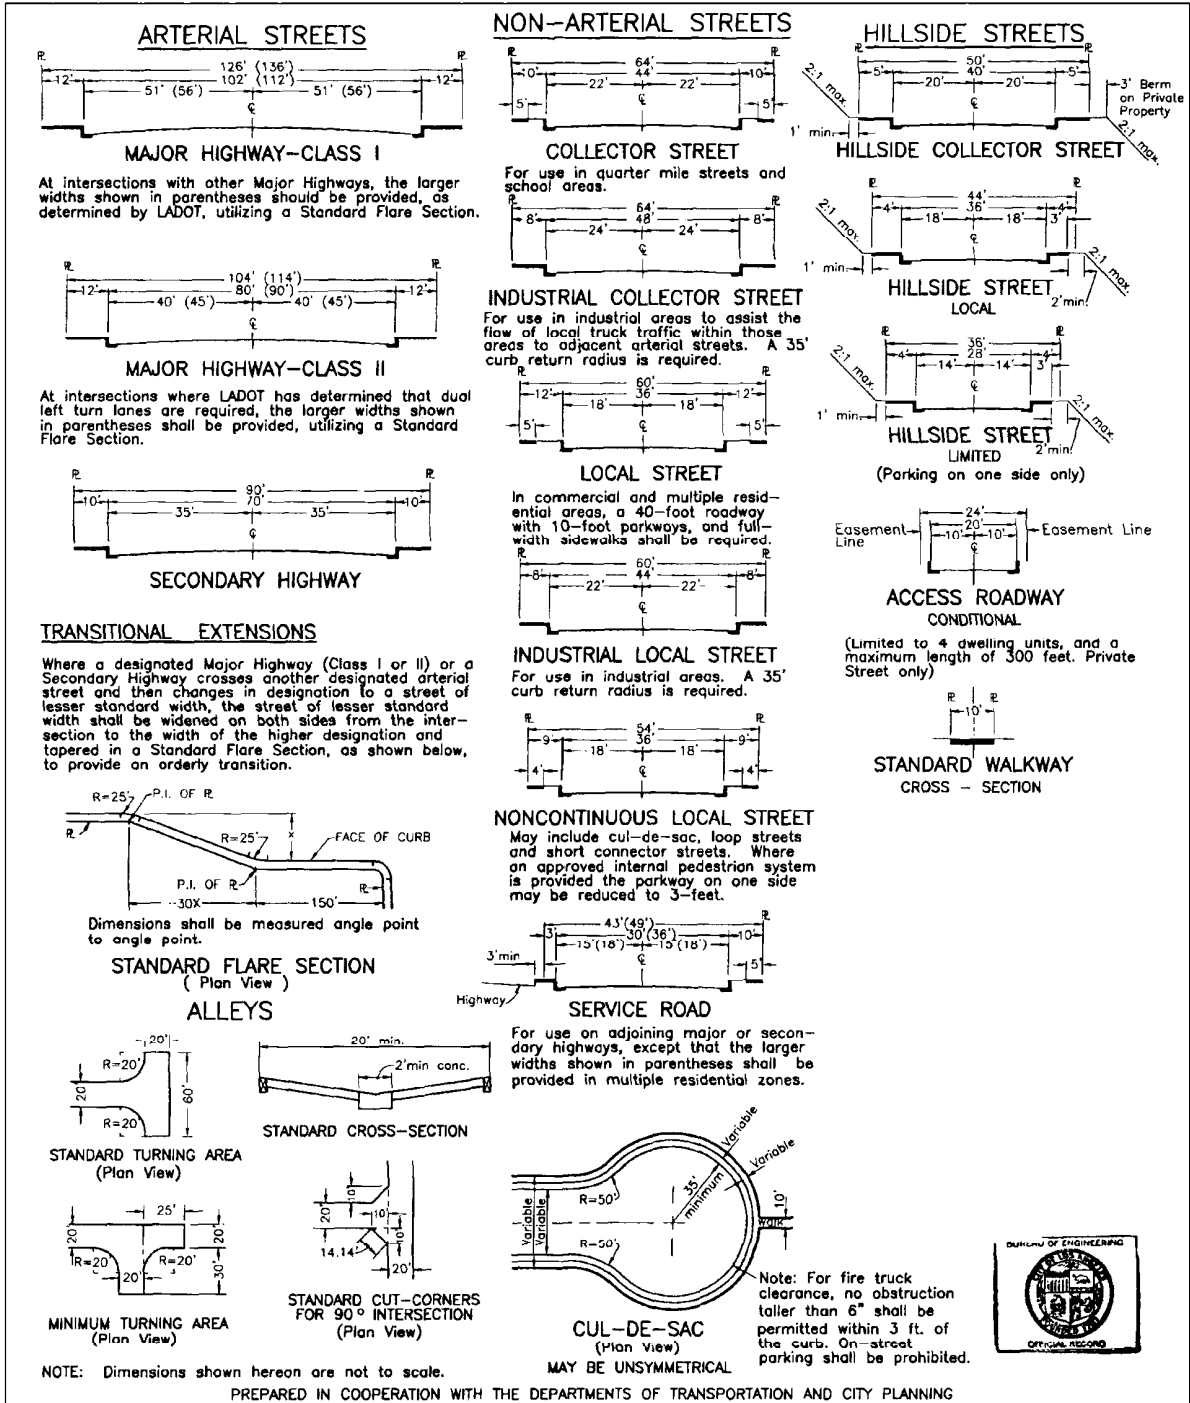 ARTERIAL STREETS
℄
℄
126' (136')
12' 102' (112') 12'
51' (56') 51' (56')
℄
MAJOR HIGHWAY-CLASS I
At intersections with other Major Highways, the larger
widths shown in parentheses should be provided, as
determined by LADOT, utilizing a Standard Flare Section.
104' (114')
12' 80' (90') 12'
40' (45') 40' (45')
℄
MAJOR HIGHWAY-CLASS II
At intersections where LADOT has determined that dual
left turn lanes are required, the larger widths shown
in parentheses shall be provided, utilizing a Standard
Flare Section.
90'
10' 70' 10'
35' 35'
℄
SECONDARY HIGHWAY
TRANSITIONAL EXTENSIONS
Where a designated Major Highway (Class I or II) or a
Secondary Highway crosses another designated arterial
street and then changes in designation to a street of
lesser standard width, the street of lesser standard
width shall be widened on both sides from the inter-
section to the width of the higher designation and
tapered in a Standard Flare Section, as shown below,
to provide an orderly transition.
R=25' P.I. OF PL
PL R=25' X FACE OF CURB
P.I. OF PL PL
30X 150'
Dimensions shall be measured angle point
to angle point.
STANDARD FLARE SECTION
( Plan View )
ALLEYS
20'
R=20'
20' 60'
R=20'
STANDARD TURNING AREA
(Plan View)
20' min.
2'min conc.
STANDARD CROSS-SECTION
25'
20' 20'
R=20' R=20'
20' 30'
MINIMUM TURNING AREA
(Plan View)
10'
20' 10'
10'
14.14'
20'
STANDARD CUT-CORNERS
FOR 90° INTERSECTION
(Plan View)
NOTE: Dimensions shown hereon are not to scale.
NON-ARTERIAL STREETS
64'
10' 44' 10'
22' 22'
5' ℄ 5'
COLLECTOR STREET
For use in quarter mile streets and
school areas.
64'
8' 48' 8'
24' 24'
℄
INDUSTRIAL COLLECTOR STREET
For use in industrial areas to assist the
flow of local truck traffic within those
areas to adjacent arterial streets. A 35'
curb return radius is required.
60'
12' 36' 12'
18' 18'
5' ℄ 5'
LOCAL STREET
In commercial and multiple resid-
ential areas, a 40-foot roadway
with 10-foot parkways, and full-
width sidewalks shall be required.
60'
8' 44' 8'
22' 22'
℄
INDUSTRIAL LOCAL STREET
For use in industrial areas. A 35'
curb return radius is required.
54'
9' 36' 9'
18' 18'
4' ℄ 4'
NONCONTINUOUS LOCAL STREET
May include cul-de-sac, loop streets
and short connector streets. Where
an approved internal pedestrian system
is provided the parkway on one side
may be reduced to 3-feet.
43'(49')
3' 30'(36') 10'
15'(18') 15'(18')
3'min ℄ 5'
Highway
SERVICE ROAD
For use on adjoining major or secon-
dary highways, except that the larger
widths shown in parentheses shall be
provided in multiple residential zones.
Variable
Variable
35'
minimum
R=50'
Variable
Variable
R=50'
10'
walk
Note: For fire truck
clearance, no obstruction
taller than 6" shall be
permitted within 3 ft. of
the curb. On-street
parking shall be prohibited.
CUL-DE-SAC
(Plan View)
MAY BE UNSYMMETRICAL
HILLSIDE STREETS
50'
5' 40' 5'
20' 20'
℄
2:1 max.
1' min.
3' Berm
on Private
Property
2:1 max.
HILLSIDE COLLECTOR STREET
44'
4' 36' 4'
18' 18' 3'
℄
2:1 max.
1' min.
2:1 max.
2'min.
HILLSIDE STREET
LOCAL
36'
4' 28' 4'
14' 14' 3'
℄
2:1 max.
1' min.
2:1 max.
2'min.
HILLSIDE STREET
LIMITED
(Parking on one side only)
24'
20'
10' 10'
℄
Easement
Line
Easement Line
ACCESS ROADWAY
CONDITIONAL
(Limited to 4 dwelling units, and a
maximum length of 300 feet. Private
Street only)
10'
STANDARD WALKWAY
CROSS - SECTION
BUREAU OF ENGINEERING
CITY OF LOS ANGELES
FOUNDED 1781
OFFICIAL RECORD
PREPARED IN COOPERATION WITH THE DEPARTMENTS OF TRANSPORTATION AND CITY PLANNING